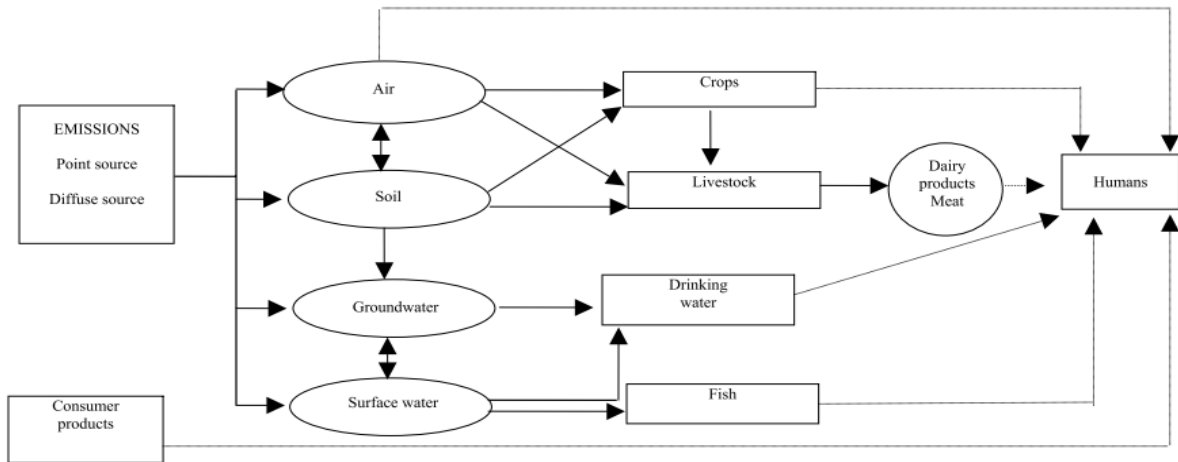 EMISSIONS
Point source
Diffuse source
Air
Soil
Groundwater
Surface water
Crops
Livestock
Drinking
water
Fish
Dairy
products
Meat
Humans
Consumer
products